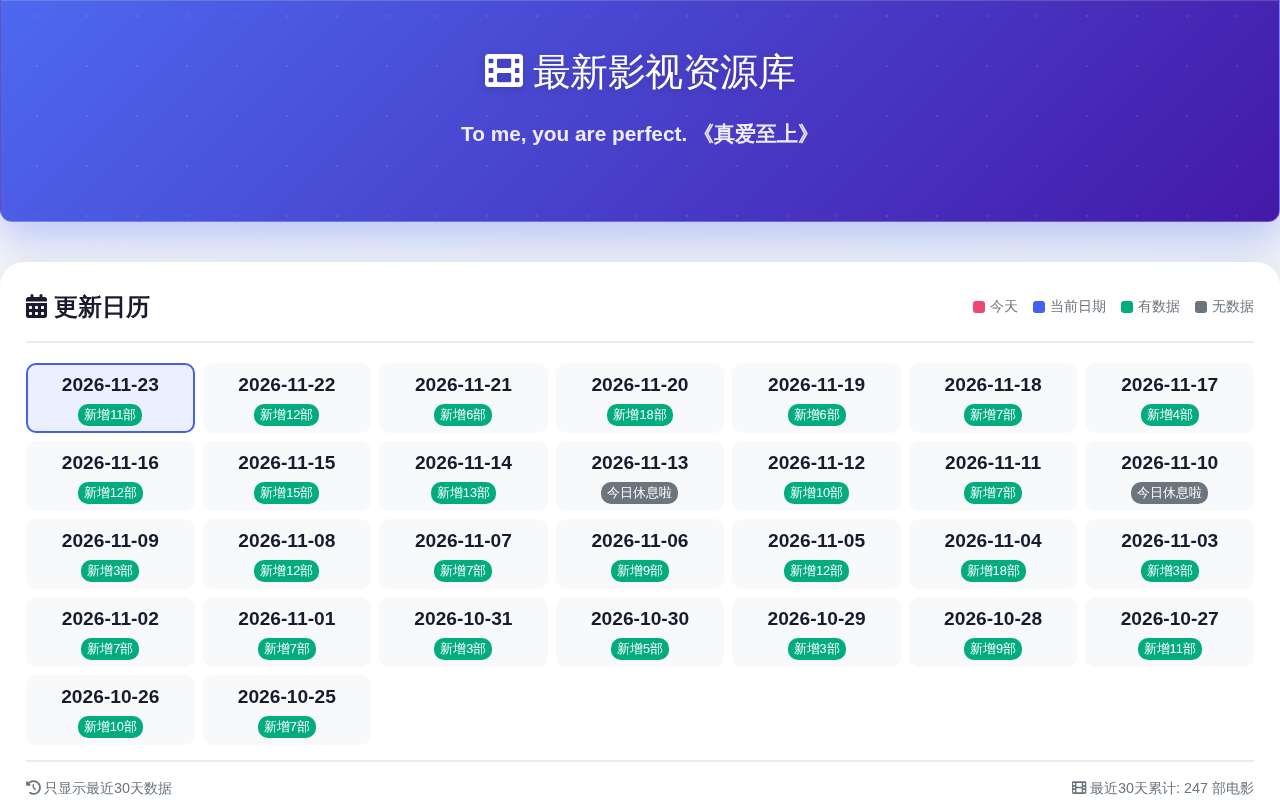 最新影视资源库
To me, you are perfect. 《真爱至上》
更新日历
今天 当前日期 有数据 无数据
2026-11-23 2026-11-22 2026-11-21 2026-11-20 2026-11-19 2026-11-18 2026-11-17
新增11部 新增12部 新增6部 新增18部 新增6部 新增7部 新增4部
2026-11-16 2026-11-15 2026-11-14 2026-11-13 2026-11-12 2026-11-11 2026-11-10
新增12部 新增15部 新增13部 今日休息啦 新增10部 新增7部 今日休息啦
2026-11-09 2026-11-08 2026-11-07 2026-11-06 2026-11-05 2026-11-04 2026-11-03
新增3部 新增12部 新增7部 新增9部 新增12部 新增18部 新增3部
2026-11-02 2026-11-01 2026-10-31 2026-10-30 2026-10-29 2026-10-28 2026-10-27
新增7部 新增7部 新增3部 新增5部 新增3部 新增9部 新增11部
2026-10-26 2026-10-25
新增10部 新增7部
只显示最近30天数据
最近30天累计: 247 部电影